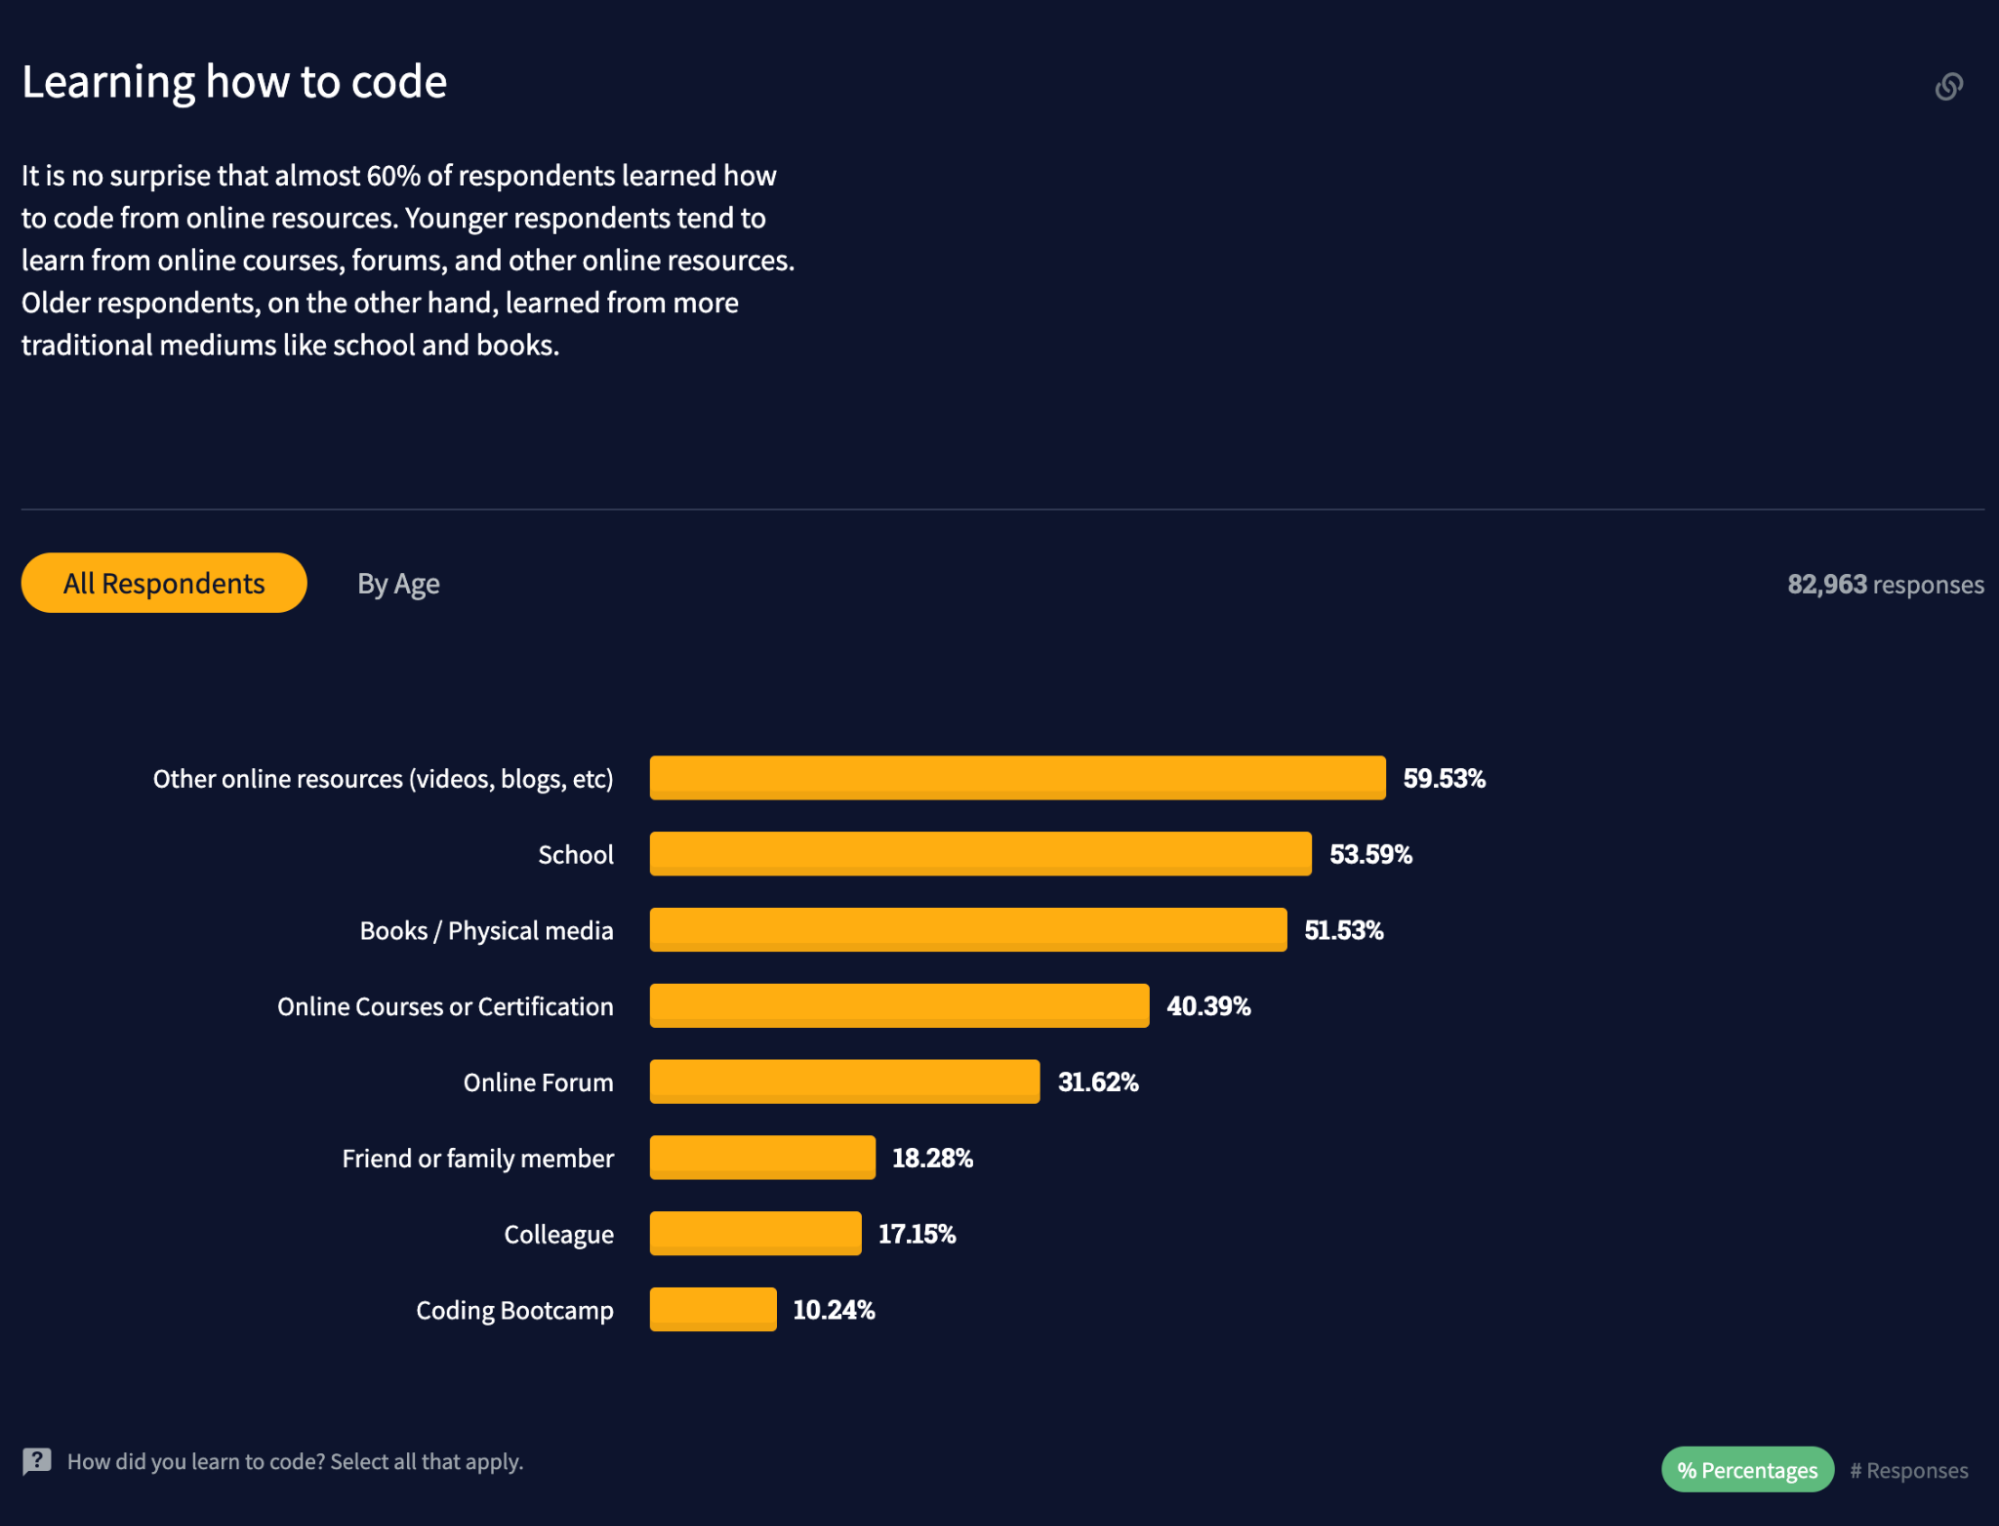 Learning how to code
It is no surprise that almost 60% of respondents learned how
to code from online resources. Younger respondents tend to
learn from online courses, forums, and other online resources.
Older respondents, on the other hand, learned from more
traditional mediums like school and books.
All Respondents By Age 82,963 responses
Other online resources (videos, blogs, etc) 59.53%
School 53.59%
Books / Physical media 51.53%
Online Courses or Certification 40.39%
Online Forum 31.62%
Friend or family member 18.28%
Colleague 17.15%
Coding Bootcamp 10.24%
? How did you learn to code? Select all that apply.
% Percentages # Responses